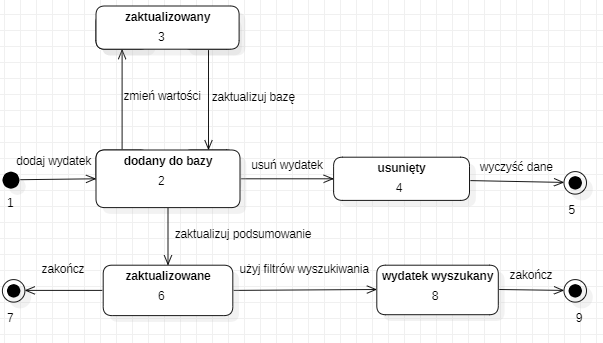 zaktualizowany
3
zmień wartości
zaktualizuj bazę
dodaj wydatek
1
dodany do bazy
2
usuń wydatek
usunięty
4
wyczyść dane
5
zaktualizuj podsumowanie
zakończ
7
zaktualizowane
6
użyj filtrów wyszukiwania
wydatek wyszukany
8
zakończ
9